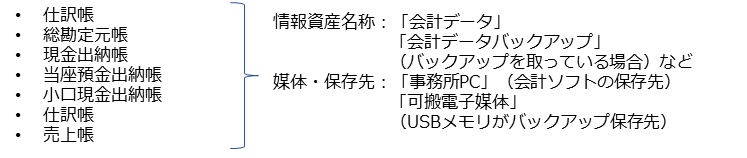 • 仕訳帳
• 総勘定元帳
• 現金出納帳
• 当座預金出納帳
• 小口現金出納帳
• 仕訳帳
• 売上帳
情報資産名称：「会計データ」
「会計データバックアップ」
（バックアップを取っている場合）など
媒体・保存先：「事務所PC」（会計ソフトの保存先）
「可搬電子媒体」
（USBメモリがバックアップ保存先）